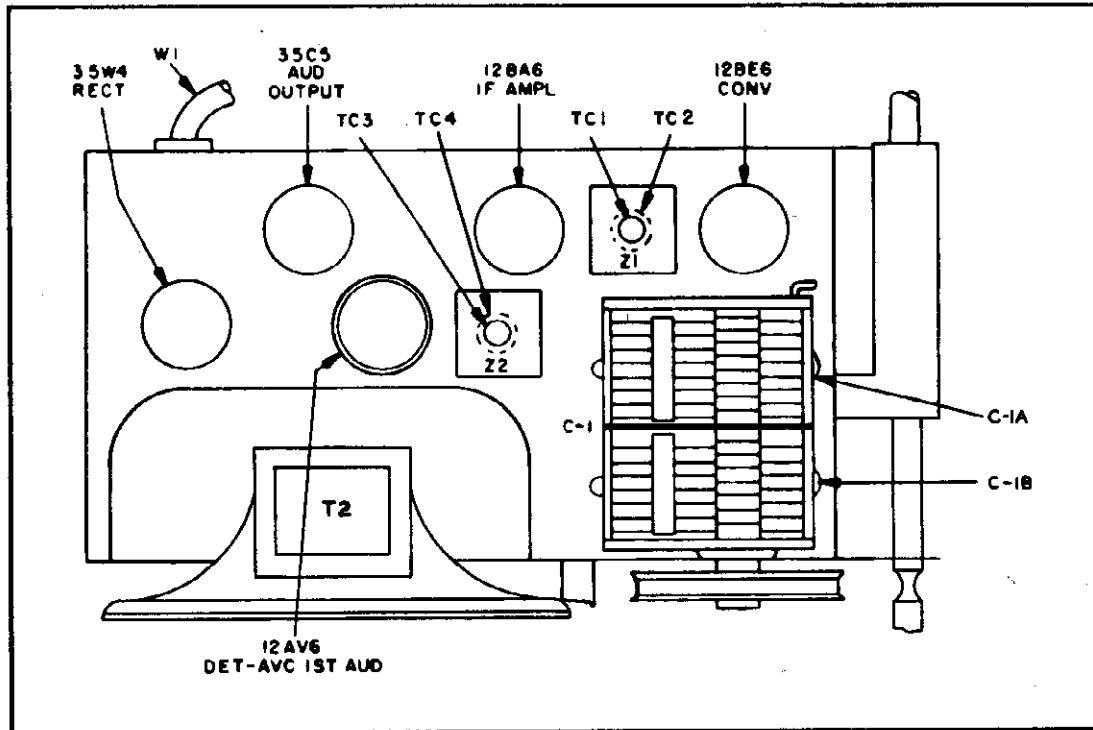 W1
35W4
RECT
35C5
AUD
OUTPUT
TC3
TC4
12BA6
IF AMPL
TC1
TC2
12BE6
CONV
Z1
Z2
C-1
C-1A
C-1B
T2
12AV6
DET-AVC 1ST AUD